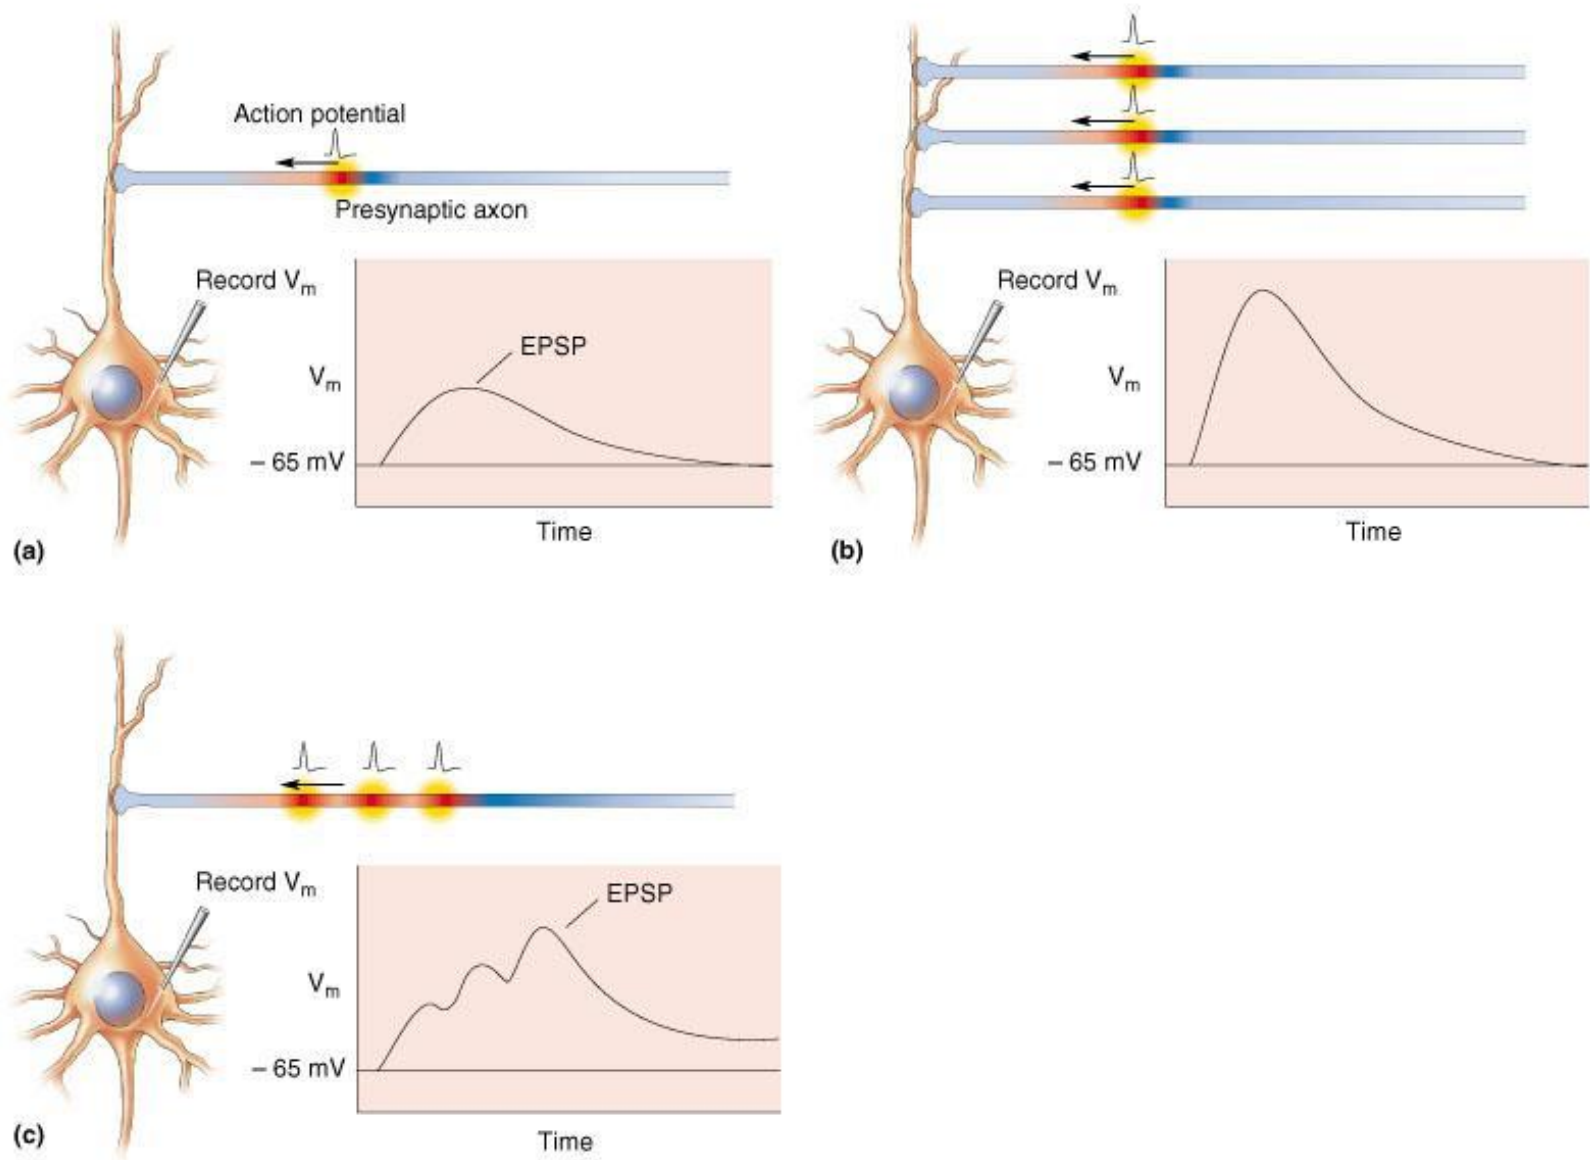 Action potential
Presynaptic axon
Record Vm
EPSP
Vm
– 65 mV
Time
(a)
Record Vm
Vm
– 65 mV
Time
(b)
Record Vm
EPSP
Vm
– 65 mV
Time
(c)